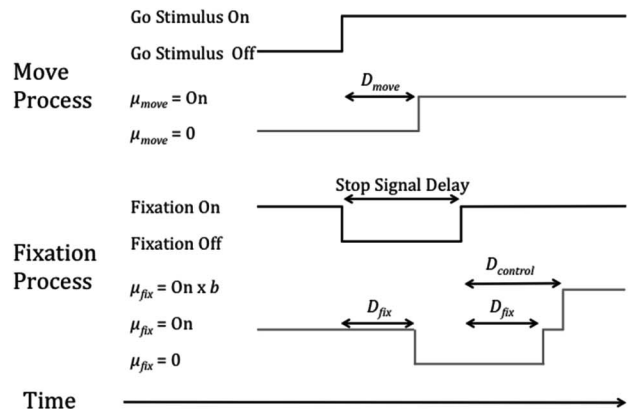 Go Stimulus On
Go Stimulus Off
Move
Process
D_move
μ_move = On
μ_move = 0
Stop Signal Delay
Fixation On
Fixation Off
Fixation
Process
D_control
μ_fix = On x b
D_fix
D_fix
μ_fix = On
μ_fix = 0
Time